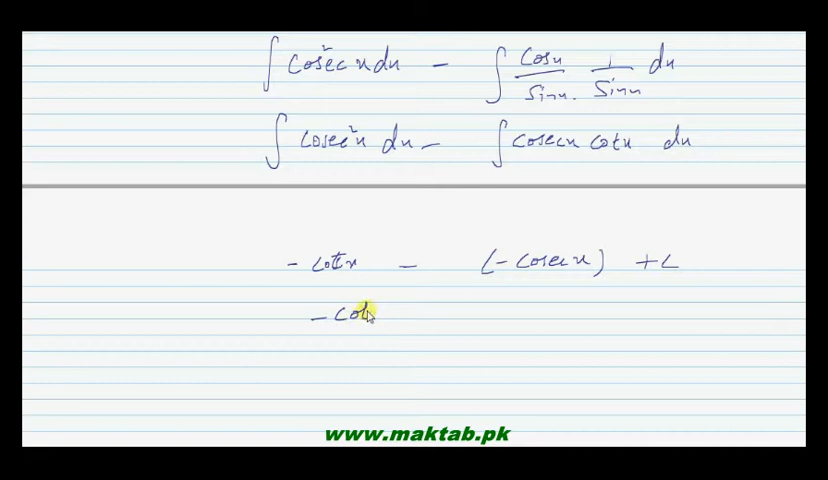 ∫ cosec²x dx − ∫ cosx/sinx · 1/sinx dx
∫ cosec²x dx − ∫ cosecx cotx dx
− cotx − (− cosecx) + c
− cot
www.maktab.pk